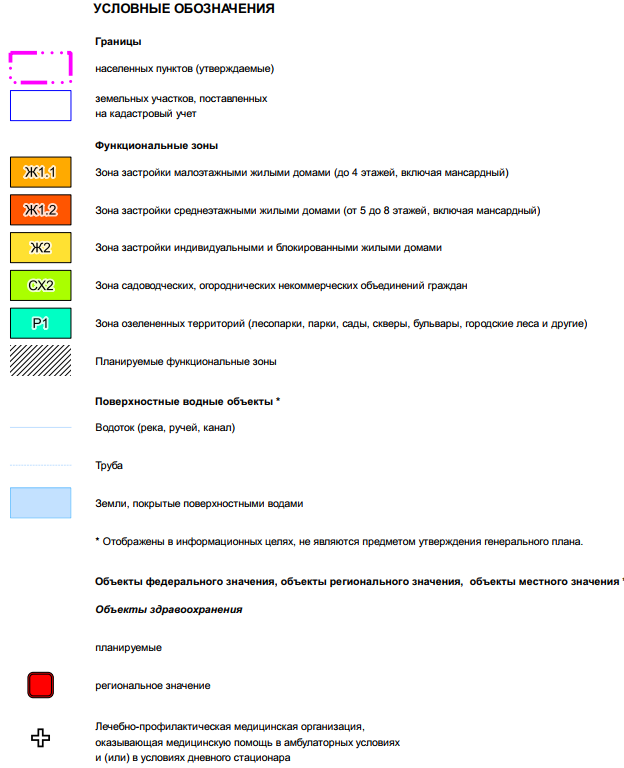 УСЛОВНЫЕ ОБОЗНАЧЕНИЯ
Границы
населенных пунктов (утверждаемые)
земельных участков, поставленных
на кадастровый учет
Функциональные зоны
Ж1.1 Зона застройки малоэтажными жилыми домами (до 4 этажей, включая мансардный)
Ж1.2 Зона застройки среднеэтажными жилыми домами (от 5 до 8 этажей, включая мансардный)
Ж2 Зона застройки индивидуальными и блокированными жилыми домами
СХ2 Зона садоводческих, огороднических некоммерческих объединений граждан
Р1 Зона озелененных территорий (лесопарки, парки, сады, скверы, бульвары, городские леса и другие)
Планируемые функциональные зоны
Поверхностные водные объекты *
Водоток (река, ручей, канал)
Труба
Земли, покрытые поверхностными водами
* Отображены в информационных целях, не являются предметом утверждения генерального плана.
Объекты федерального значения, объекты регионального значения, объекты местного значения *
Объекты здравоохранения
планируемые
региональное значение
Лечебно-профилактическая медицинская организация,
оказывающая медицинскую помощь в амбулаторных условиях
и (или) в условиях дневного стационара